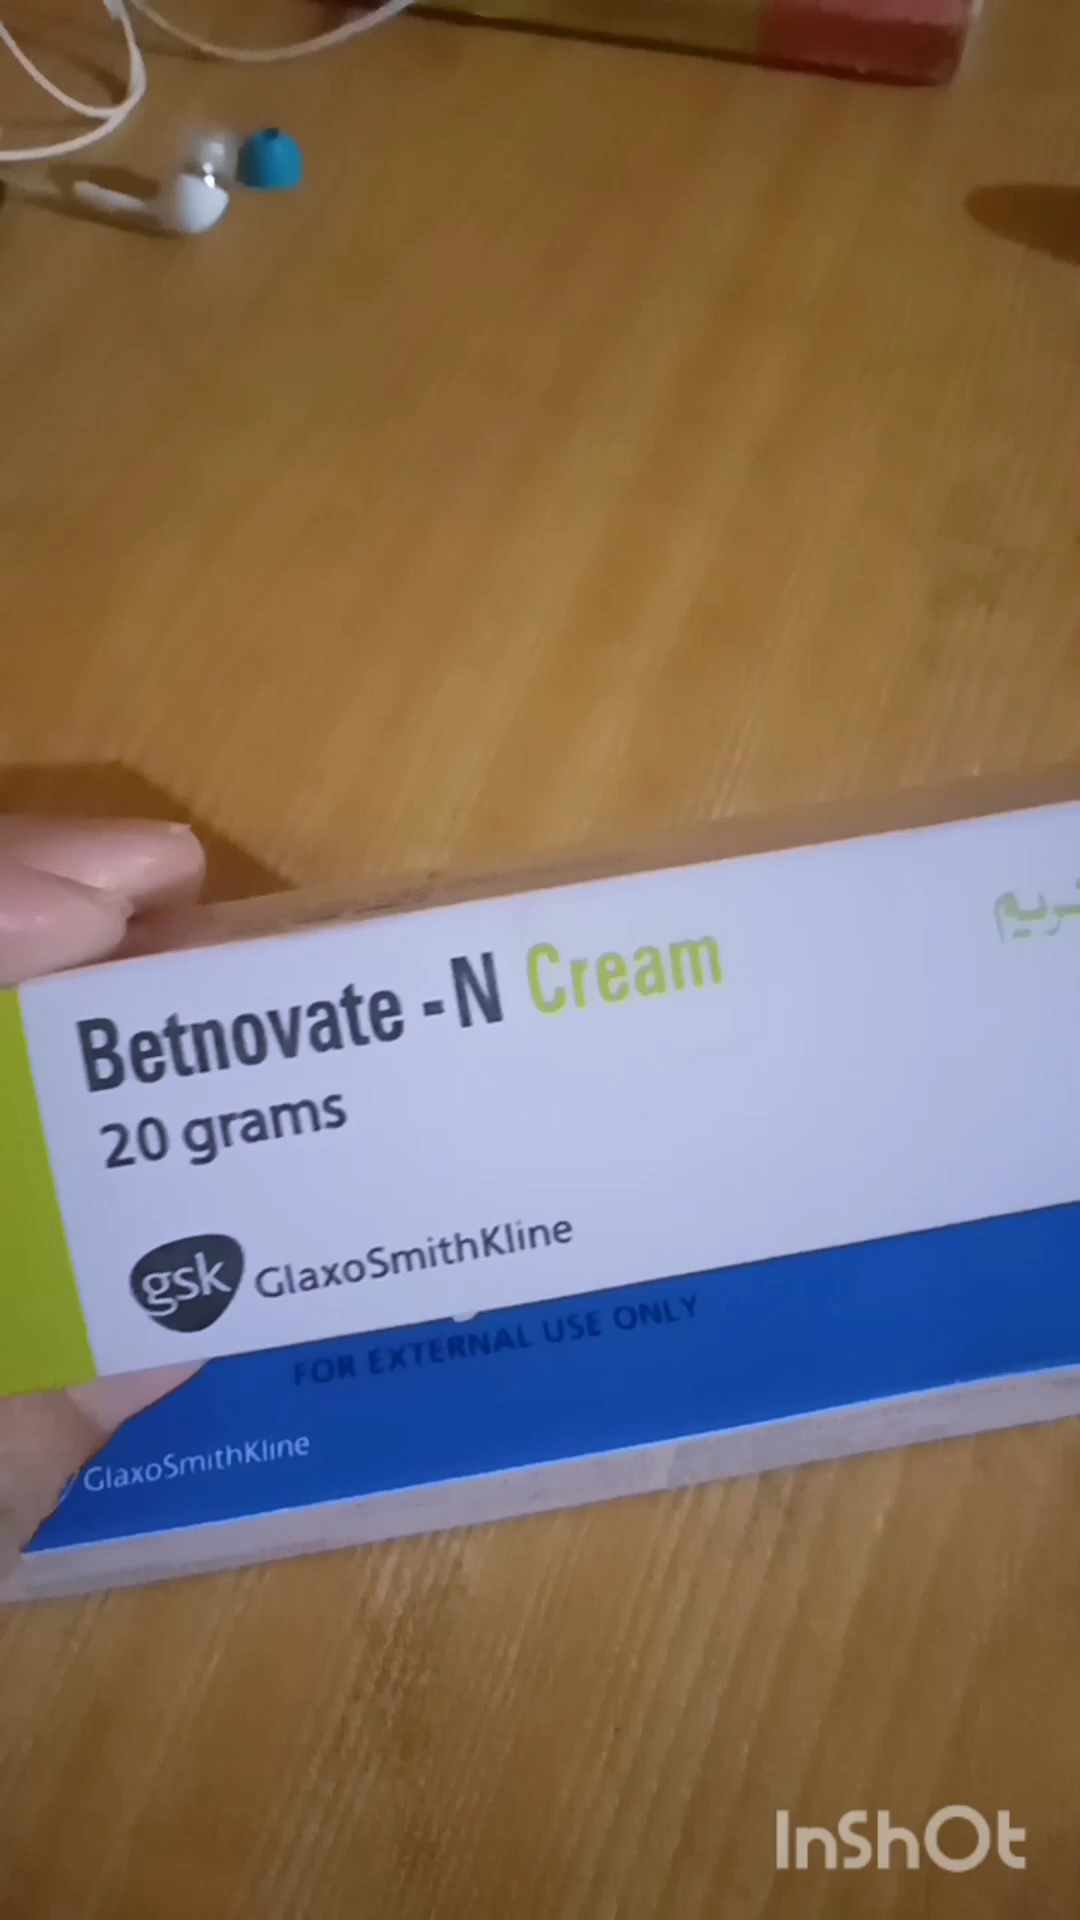 Betnovate -N Cream
20 grams
gsk GlaxoSmithKline
FOR EXTERNAL USE ONLY
GlaxoSmithKline
InShOt